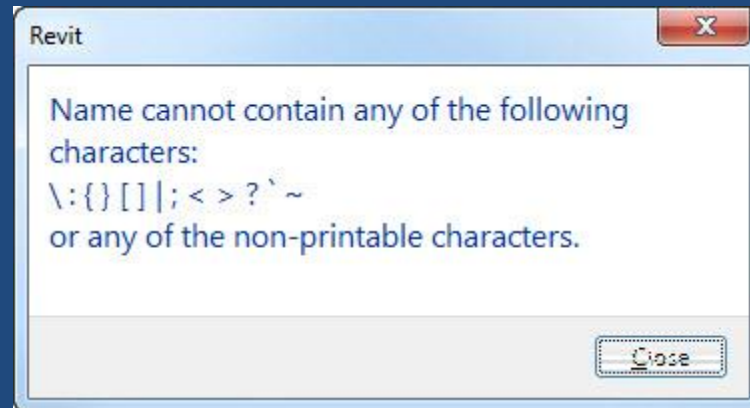 Revit
Name cannot contain any of the following
characters:
\ : { } [ ] | ; < > ? ` ~
or any of the non-printable characters.
Close